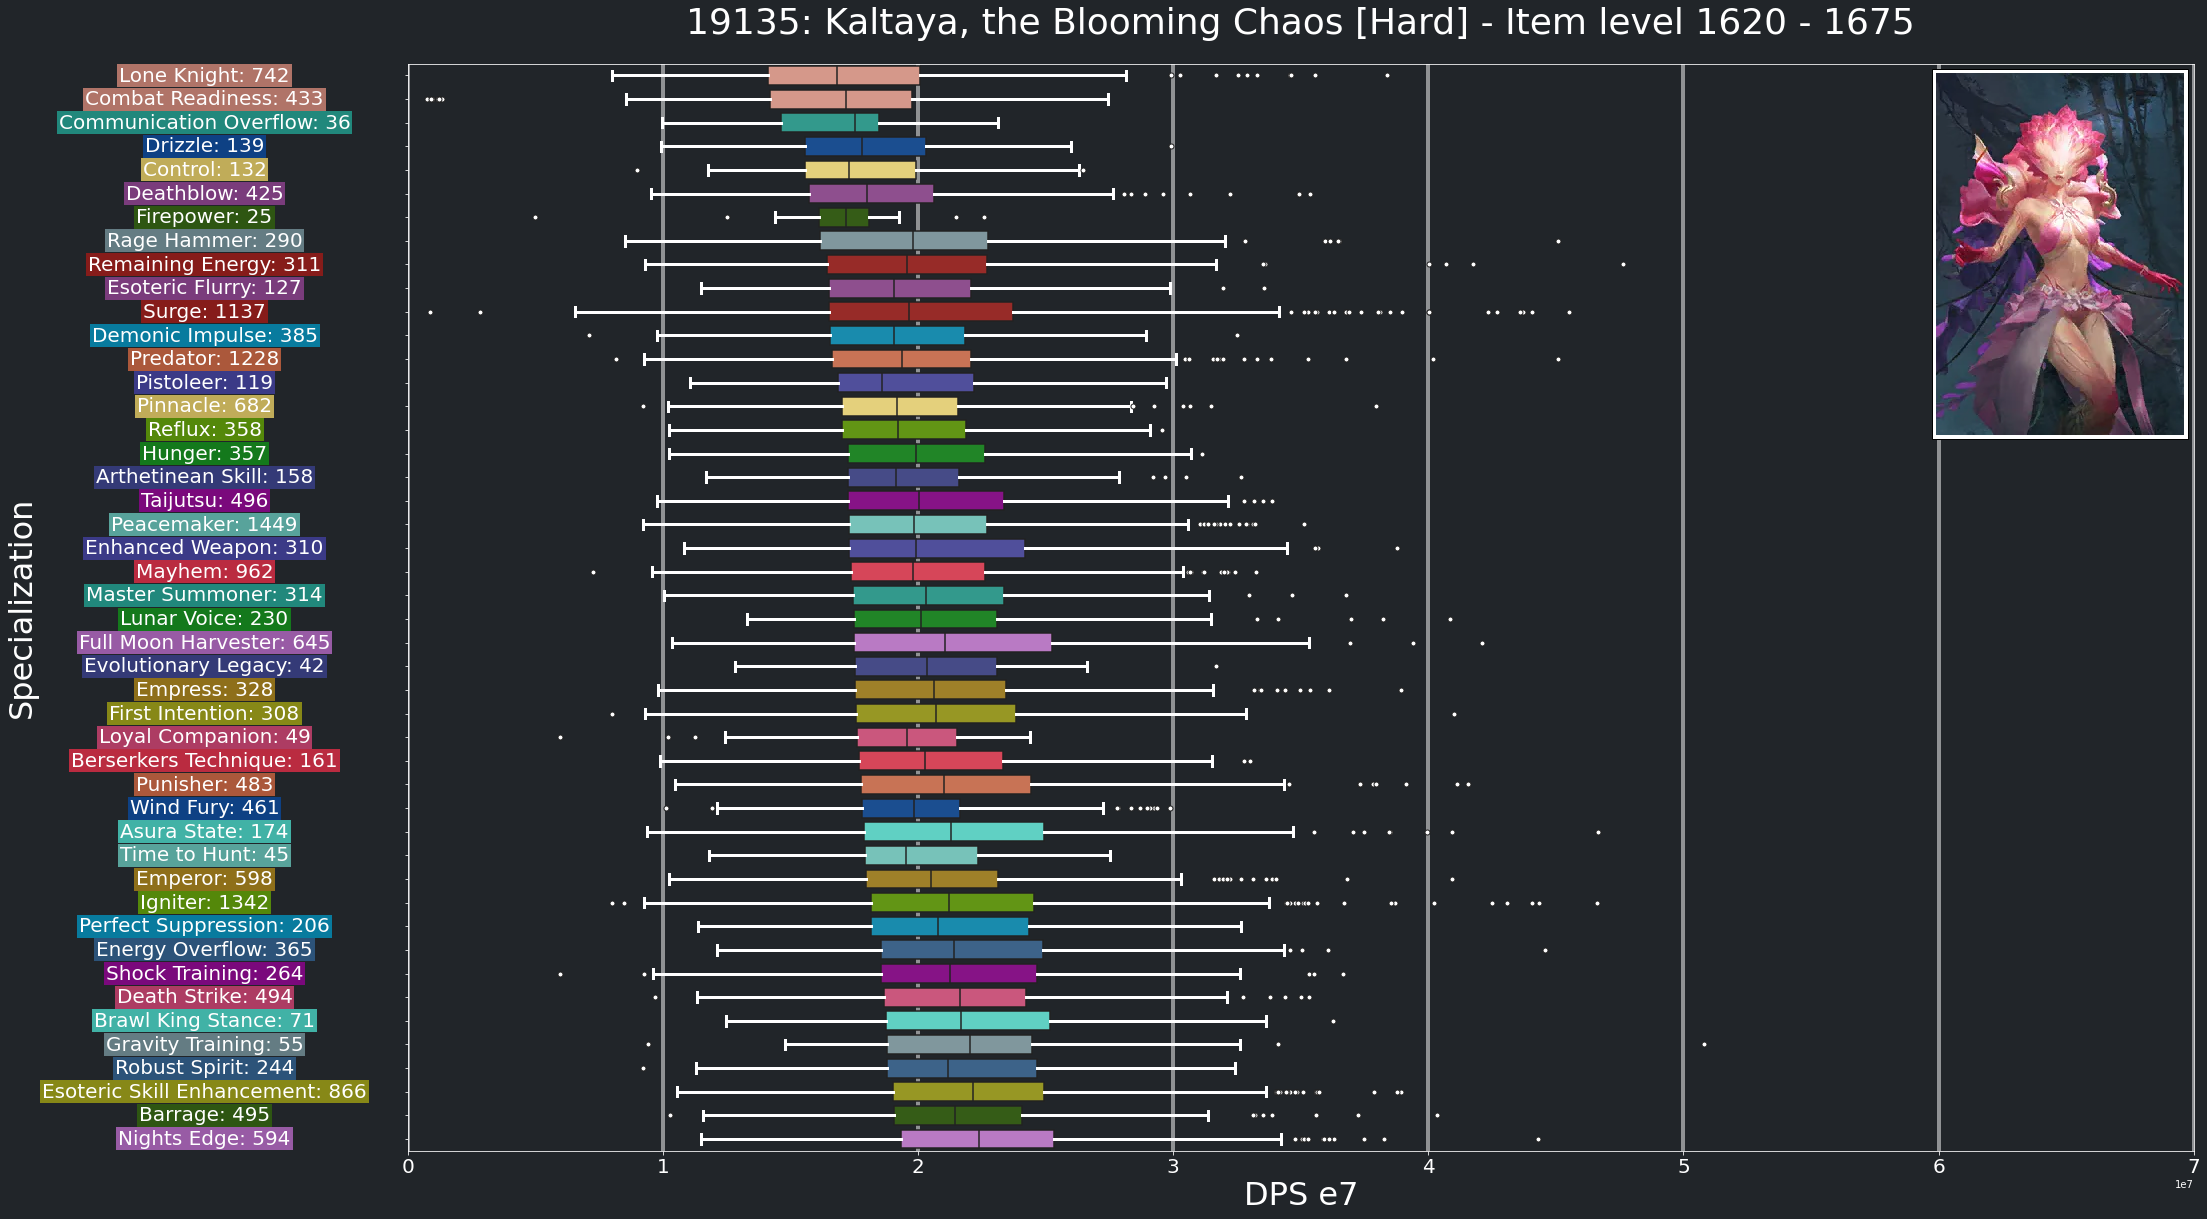 19135: Kaltaya, the Blooming Chaos [Hard] - Item level 1620 - 1675
Specialization
Lone Knight: 742
Combat Readiness: 433
Communication Overflow: 36
Drizzle: 139
Control: 132
Deathblow: 425
Firepower: 25
Rage Hammer: 290
Remaining Energy: 311
Esoteric Flurry: 127
Surge: 1137
Demonic Impulse: 385
Predator: 1228
Pistoleer: 119
Pinnacle: 682
Reflux: 358
Hunger: 357
Arthetinean Skill: 158
Taijutsu: 496
Peacemaker: 1449
Enhanced Weapon: 310
Mayhem: 962
Master Summoner: 314
Lunar Voice: 230
Full Moon Harvester: 645
Evolutionary Legacy: 42
Empress: 328
First Intention: 308
Loyal Companion: 49
Berserkers Technique: 161
Punisher: 483
Wind Fury: 461
Asura State: 174
Time to Hunt: 45
Emperor: 598
Igniter: 1342
Perfect Suppression: 206
Energy Overflow: 365
Shock Training: 264
Death Strike: 494
Brawl King Stance: 71
Gravity Training: 55
Robust Spirit: 244
Esoteric Skill Enhancement: 866
Barrage: 495
Nights Edge: 594
0 1 2 3 4 5 6 7
1e7
DPS e7